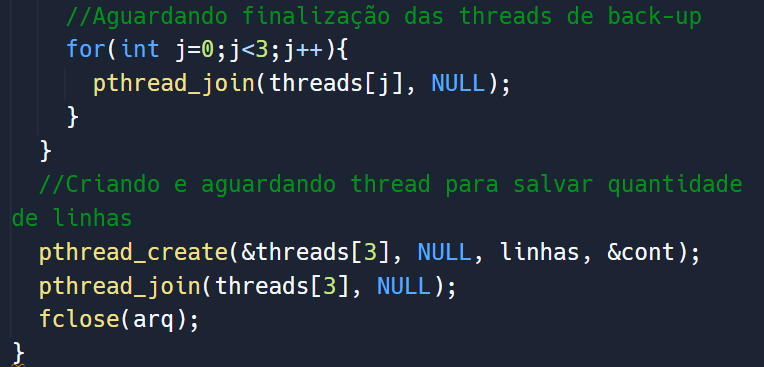 //Aguardando finalização das threads de back-up
for(int j=0;j<3;j++){
pthread_join(threads[j], NULL);
}
}
//Criando e aguardando thread para salvar quantidade
de linhas
pthread_create(&threads[3], NULL, linhas, &cont);
pthread_join(threads[3], NULL);
fclose(arq);
}